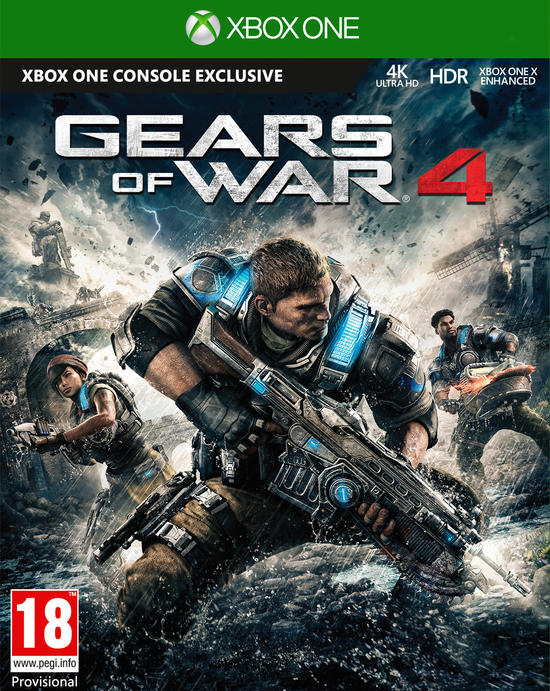 XBOX ONE
XBOX ONE CONSOLE EXCLUSIVE
4K
ULTRA HD
HDR
XBOX ONE X
ENHANCED
GEARS
OF WAR® 4
18™
www.pegi.info
Provisional